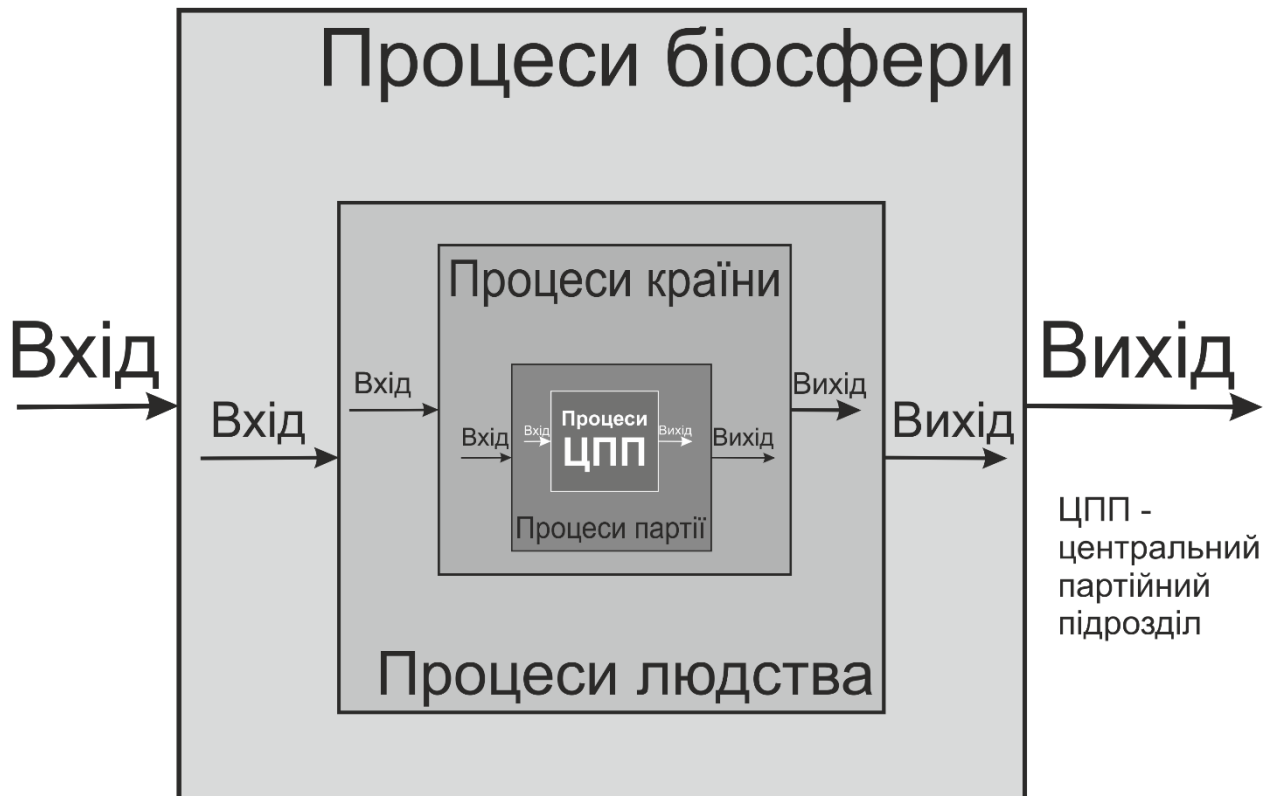 Процеси біосфери
Процеси країни
Вхід
Вихід
Вхід
Вихід
Вхід
Вихід
Вхід
Вихід
Вхід
Процеси
ЦПП
Вихід
Процеси партії
ЦПП -
центральний
партійний
підрозділ
Процеси людства